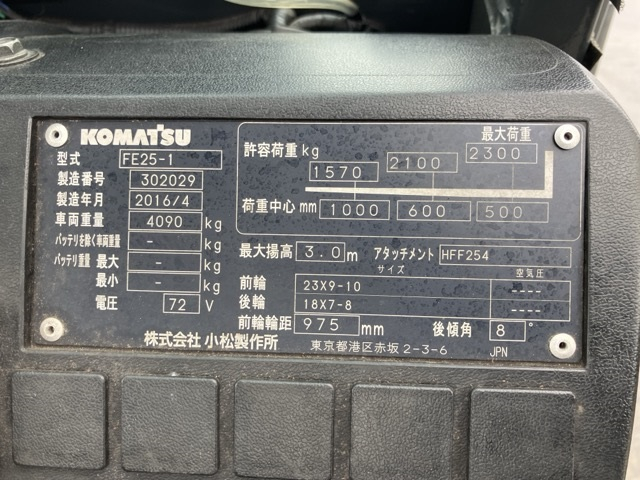 KOMATSU
型式 FE25-1
製造番号 302029
製造年月 2016/4
車両重量 4090 kg
バッテリを除く車両重量 - kg
バッテリ重量 最大 - kg
最小 - kg
電圧 72 V
最大荷重
許容荷重 kg 1570 2100 2300
荷重中心 mm 1000 600 500
最大揚高 3.0 m アタッチメント HFF254
サイズ 空気圧
前輪 23X9-10 ----
後輪 18X7-8 ----
前輪輪距 975 mm 後傾角 8°
株式会社 小松製作所 東京都港区赤坂 2-3-6 JPN